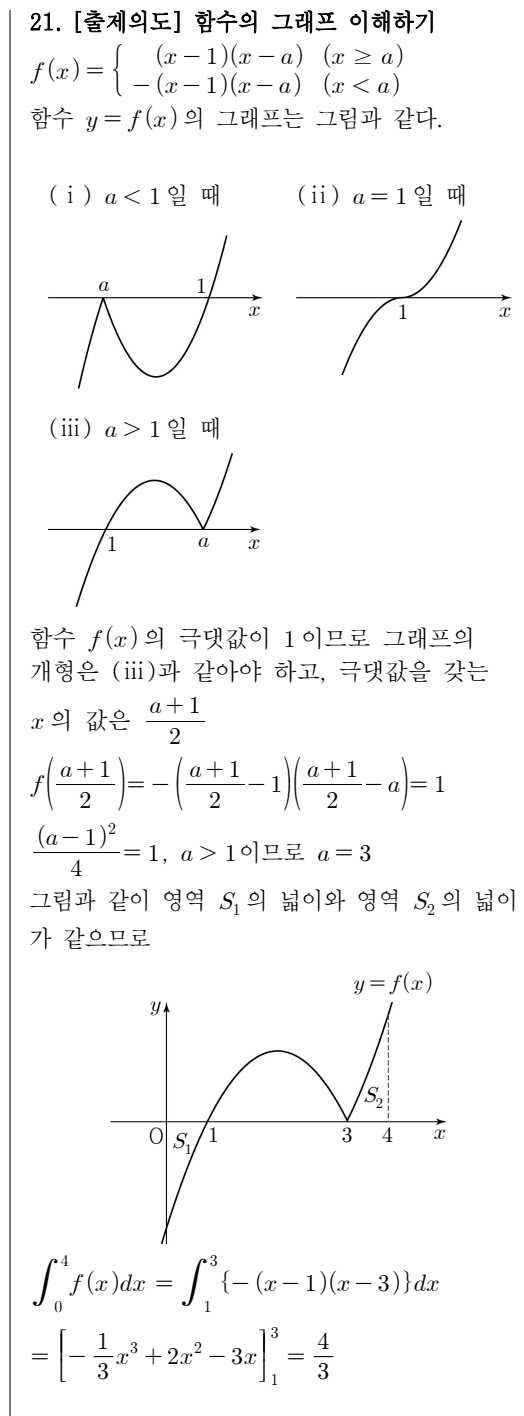 21. [출제의도] 함수의 그래프 이해하기
f(x) = { (x−1)(x−a) (x ≥ a)
−(x−1)(x−a) (x < a)
함수 y = f(x)의 그래프는 그림과 같다.
(ⅰ) a < 1일 때 (ⅱ) a = 1일 때
a 1 x
1 x
(ⅲ) a > 1일 때
1 a x
함수 f(x)의 극댓값이 1이므로 그래프의
개형은 (ⅲ)과 같아야 하고, 극댓값을 갖는
x의 값은 (a+1)/2
f((a+1)/2) = −((a+1)/2 − 1)((a+1)/2 − a) = 1
(a−1)²/4 = 1, a > 1이므로 a = 3
그림과 같이 영역 S₁의 넓이와 영역 S₂의 넓이
가 같으므로
y = f(x)
y
S₂
O S₁ 1 3 4 x
∫₀⁴ f(x)dx = ∫₁³ {−(x−1)(x−3)}dx
= [−1/3 x³ + 2x² − 3x]₁³ = 4/3